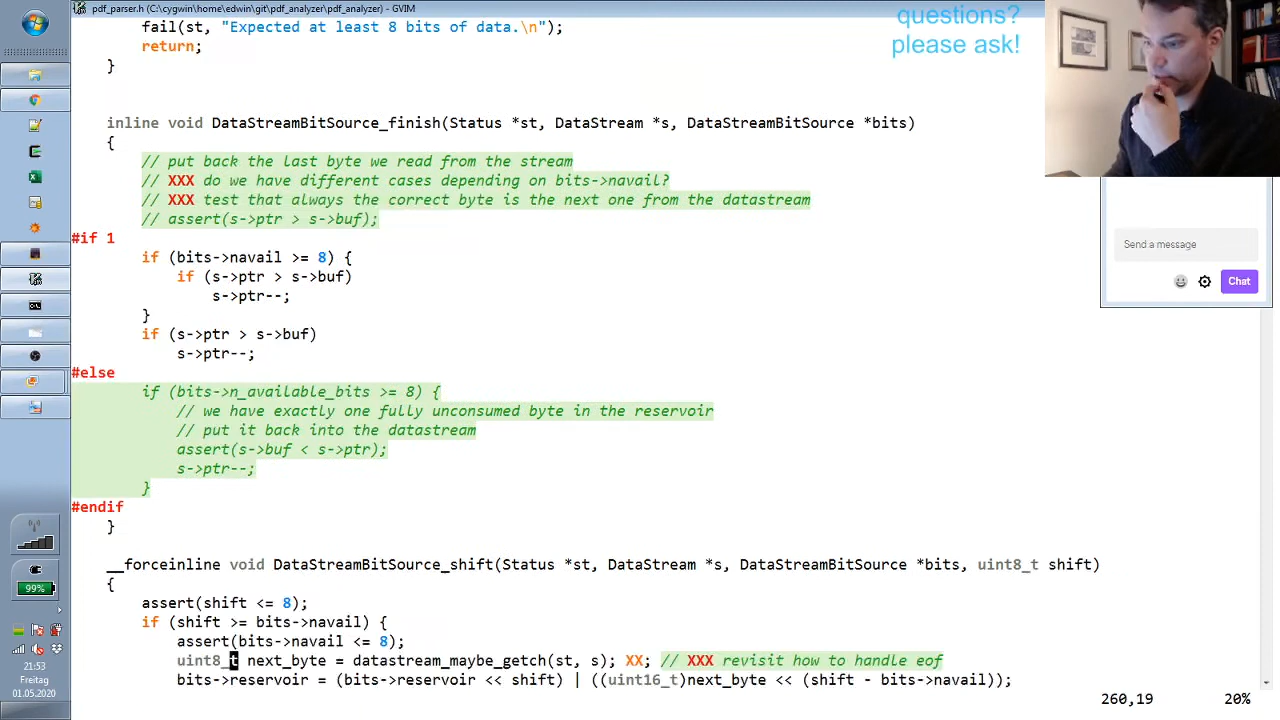 pdf_parser.h (C:\cygwin\home\edwin\git\pdf_analyzer\pdf_analyzer) - GVIM
questions?
please ask!
fail(st, "Expected at least 8 bits of data.\n");
return;
}
inline void DataStreamBitSource_finish(Status *st, DataStream *s, DataStreamBitSource *bits)
{
// put back the last byte we read from the stream
// XXX do we have different cases depending on bits->navail?
// XXX test that always the correct byte is the next one from the datastream
// assert(s->ptr > s->buf);
#if 1
if (bits->navail >= 8) {
if (s->ptr > s->buf)
s->ptr--;
}
if (s->ptr > s->buf)
s->ptr--;
#else
if (bits->n_available_bits >= 8) {
// we have exactly one fully unconsumed byte in the reservoir
// put it back into the datastream
assert(s->buf < s->ptr);
s->ptr--;
}
#endif
}
__forceinline void DataStreamBitSource_shift(Status *st, DataStream *s, DataStreamBitSource *bits, uint8_t shift)
{
assert(shift <= 8);
if (shift >= bits->navail) {
assert(bits->navail <= 8);
uint8_t next_byte = datastream_maybe_getch(st, s); XX; // XXX revisit how to handle eof
bits->reservoir = (bits->reservoir << shift) | ((uint16_t)next_byte << (shift - bits->navail));
260,19 20%
Send a message
Chat
99%
21:53
Freitag
01.05.2020